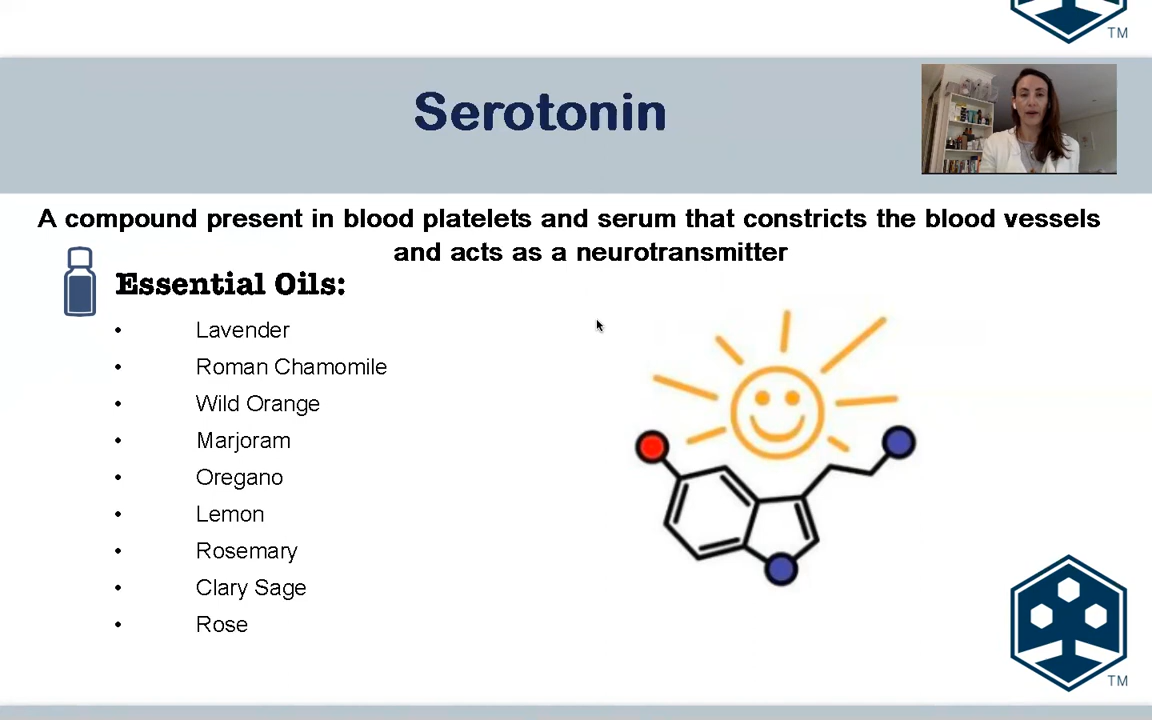 TM
Serotonin
A compound present in blood platelets and serum that constricts the blood vessels
and acts as a neurotransmitter
Essential Oils:
• Lavender
• Roman Chamomile
• Wild Orange
• Marjoram
• Oregano
• Lemon
• Rosemary
• Clary Sage
• Rose
TM